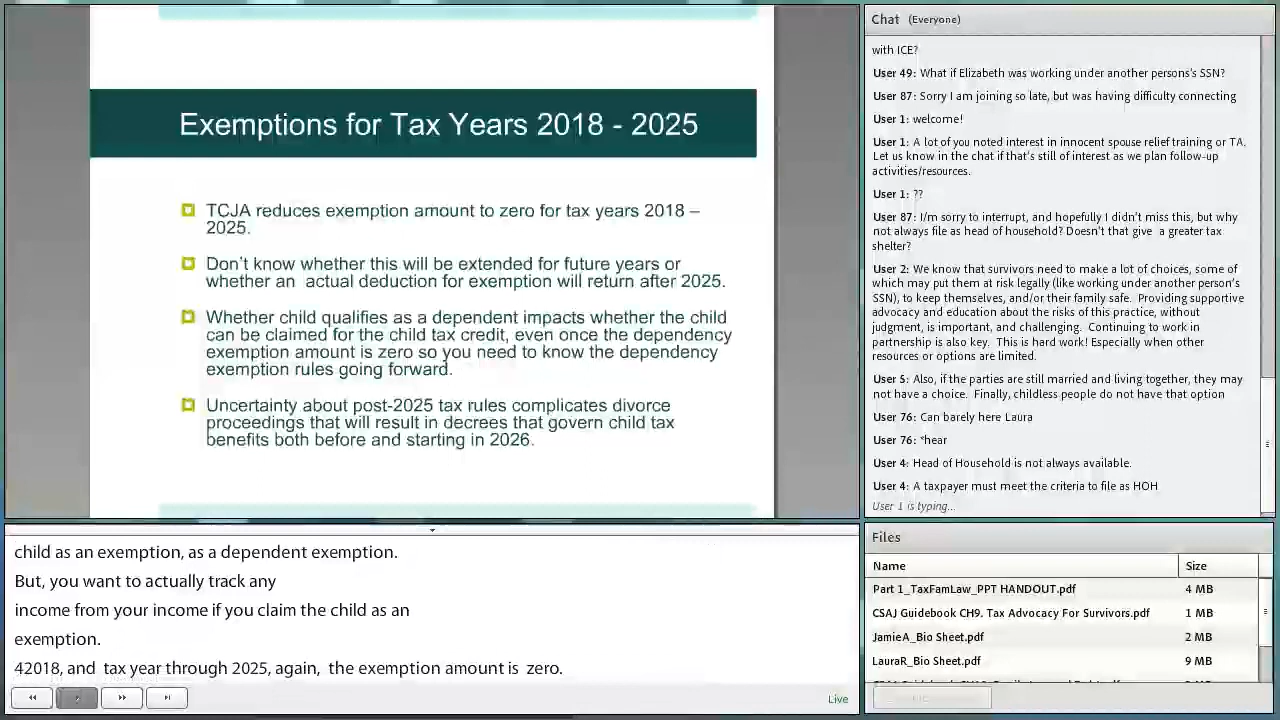 Exemptions for Tax Years 2018 - 2025
TCJA reduces exemption amount to zero for tax years 2018 –
2025.
Don't know whether this will be extended for future years or
whether an actual deduction for exemption will return after 2025.
Whether child qualifies as a dependent impacts whether the child
can be claimed for the child tax credit, even once the dependency
exemption amount is zero so you need to know the dependency
exemption rules going forward.
Uncertainty about post-2025 tax rules complicates divorce
proceedings that will result in decrees that govern child tax
benefits both before and starting in 2026.
child as an exemption, as a dependent exemption.
But, you want to actually track any
income from your income if you claim the child as an
exemption.
42018, and tax year through 2025, again, the exemption amount is zero.
Live
Chat (Everyone)
with ICE?
User 49: What if Elizabeth was working under another persons's SSN?
User 87: Sorry I am joining so late, but was having difficulty connecting
User 1: welcome!
User 1: A lot of you noted interest in innocent spouse relief training or TA.
Let us know in the chat if that's still of interest as we plan follow-up
activities/resources.
User 1: ??
User 87: I'm sorry to interrupt, and hopefully I didn't miss this, but why
not always file as head of household? Doesn't that give a greater tax
shelter?
User 2: We know that survivors need to make a lot of choices, some of
which may put them at risk legally (like working under another person's
SSN), to keep themselves, and/or their family safe. Providing supportive
advocacy and education about the risks of this practice, without
judgment, is important, and challenging. Continuing to work in
partnership is also key. This is hard work! Especially when other
resources or options are limited.
User 5: Also, if the parties are still married and living together, they may
not have a choice. Finally, childless people do not have that option
User 76: Can barely here Laura
User 76: *hear
User 4: Head of Household is not always available.
User 4: A taxpayer must meet the criteria to file as HOH
User 1 is typing...
Files
Name Size
Part 1_TaxFamLaw_PPT HANDOUT.pdf 4 MB
CSAJ Guidebook CH9. Tax Advocacy For Survivors.pdf 1 MB
JamieA_Bio Sheet.pdf 2 MB
LauraR_Bio Sheet.pdf 9 MB